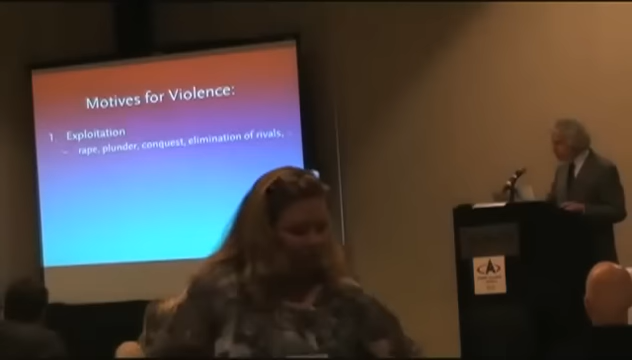 Motives for Violence:
1. Exploitation
– rape, plunder, conquest, elimination of rivals,